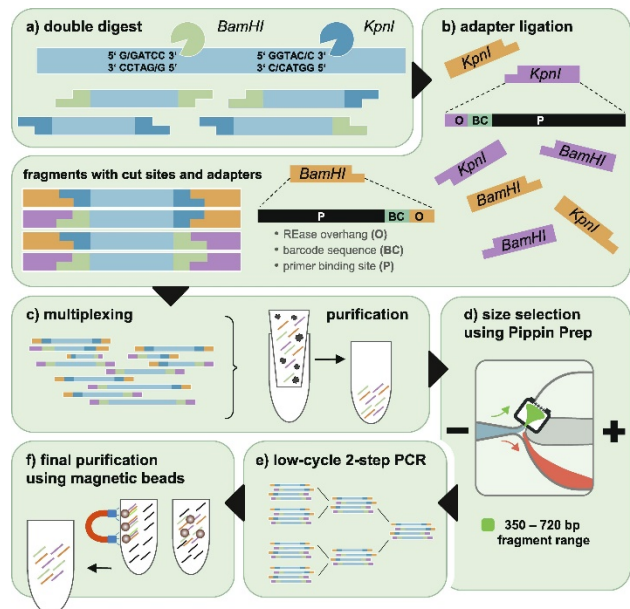 a) double digest
BamHI
KpnI
5‘ G/GATCC 3‘
3‘ CCTAG/G 5‘
5‘ GGTAC/C 3‘
3‘ C/CATGG 5‘
b) adapter ligation
KpnI
KpnI
O BC P
KpnI
BamHI
BamHI
KpnI
BamHI
fragments with cut sites and adapters
BamHI
P BC O
• REase overhang (O)
• barcode sequence (BC)
• primer binding site (P)
c) multiplexing
purification
d) size selection
using Pippin Prep
–
+
350 – 720 bp
fragment range
e) low-cycle 2-step PCR
f) final purification
using magnetic beads